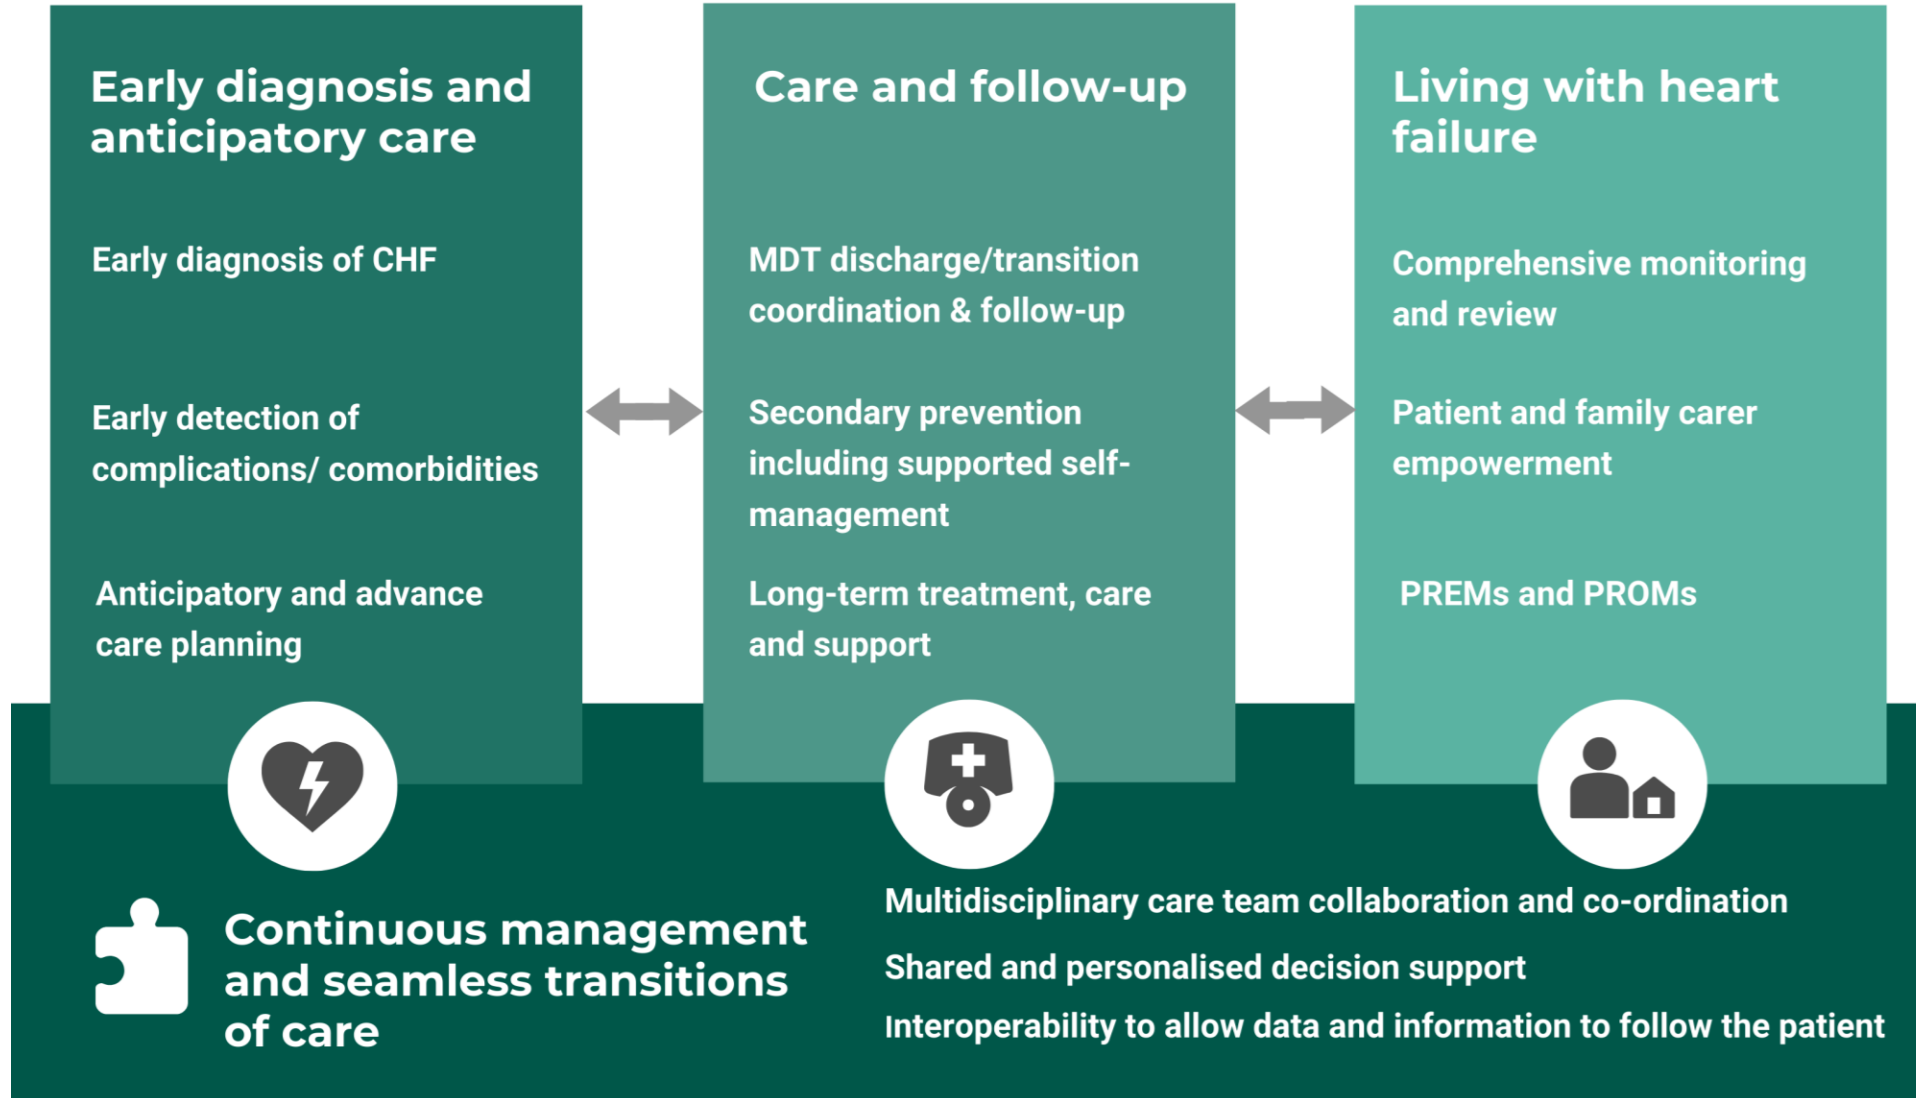 Early diagnosis and
anticipatory care
Early diagnosis of CHF
Early detection of
complications/ comorbidities
Anticipatory and advance
care planning
Care and follow-up
MDT discharge/transition
coordination & follow-up
Secondary prevention
including supported self-
management
Long-term treatment, care
and support
Living with heart
failure
Comprehensive monitoring
and review
Patient and family carer
empowerment
PREMs and PROMs
Continuous management
and seamless transitions
of care
Multidisciplinary care team collaboration and co-ordination
Shared and personalised decision support
Interoperability to allow data and information to follow the patient